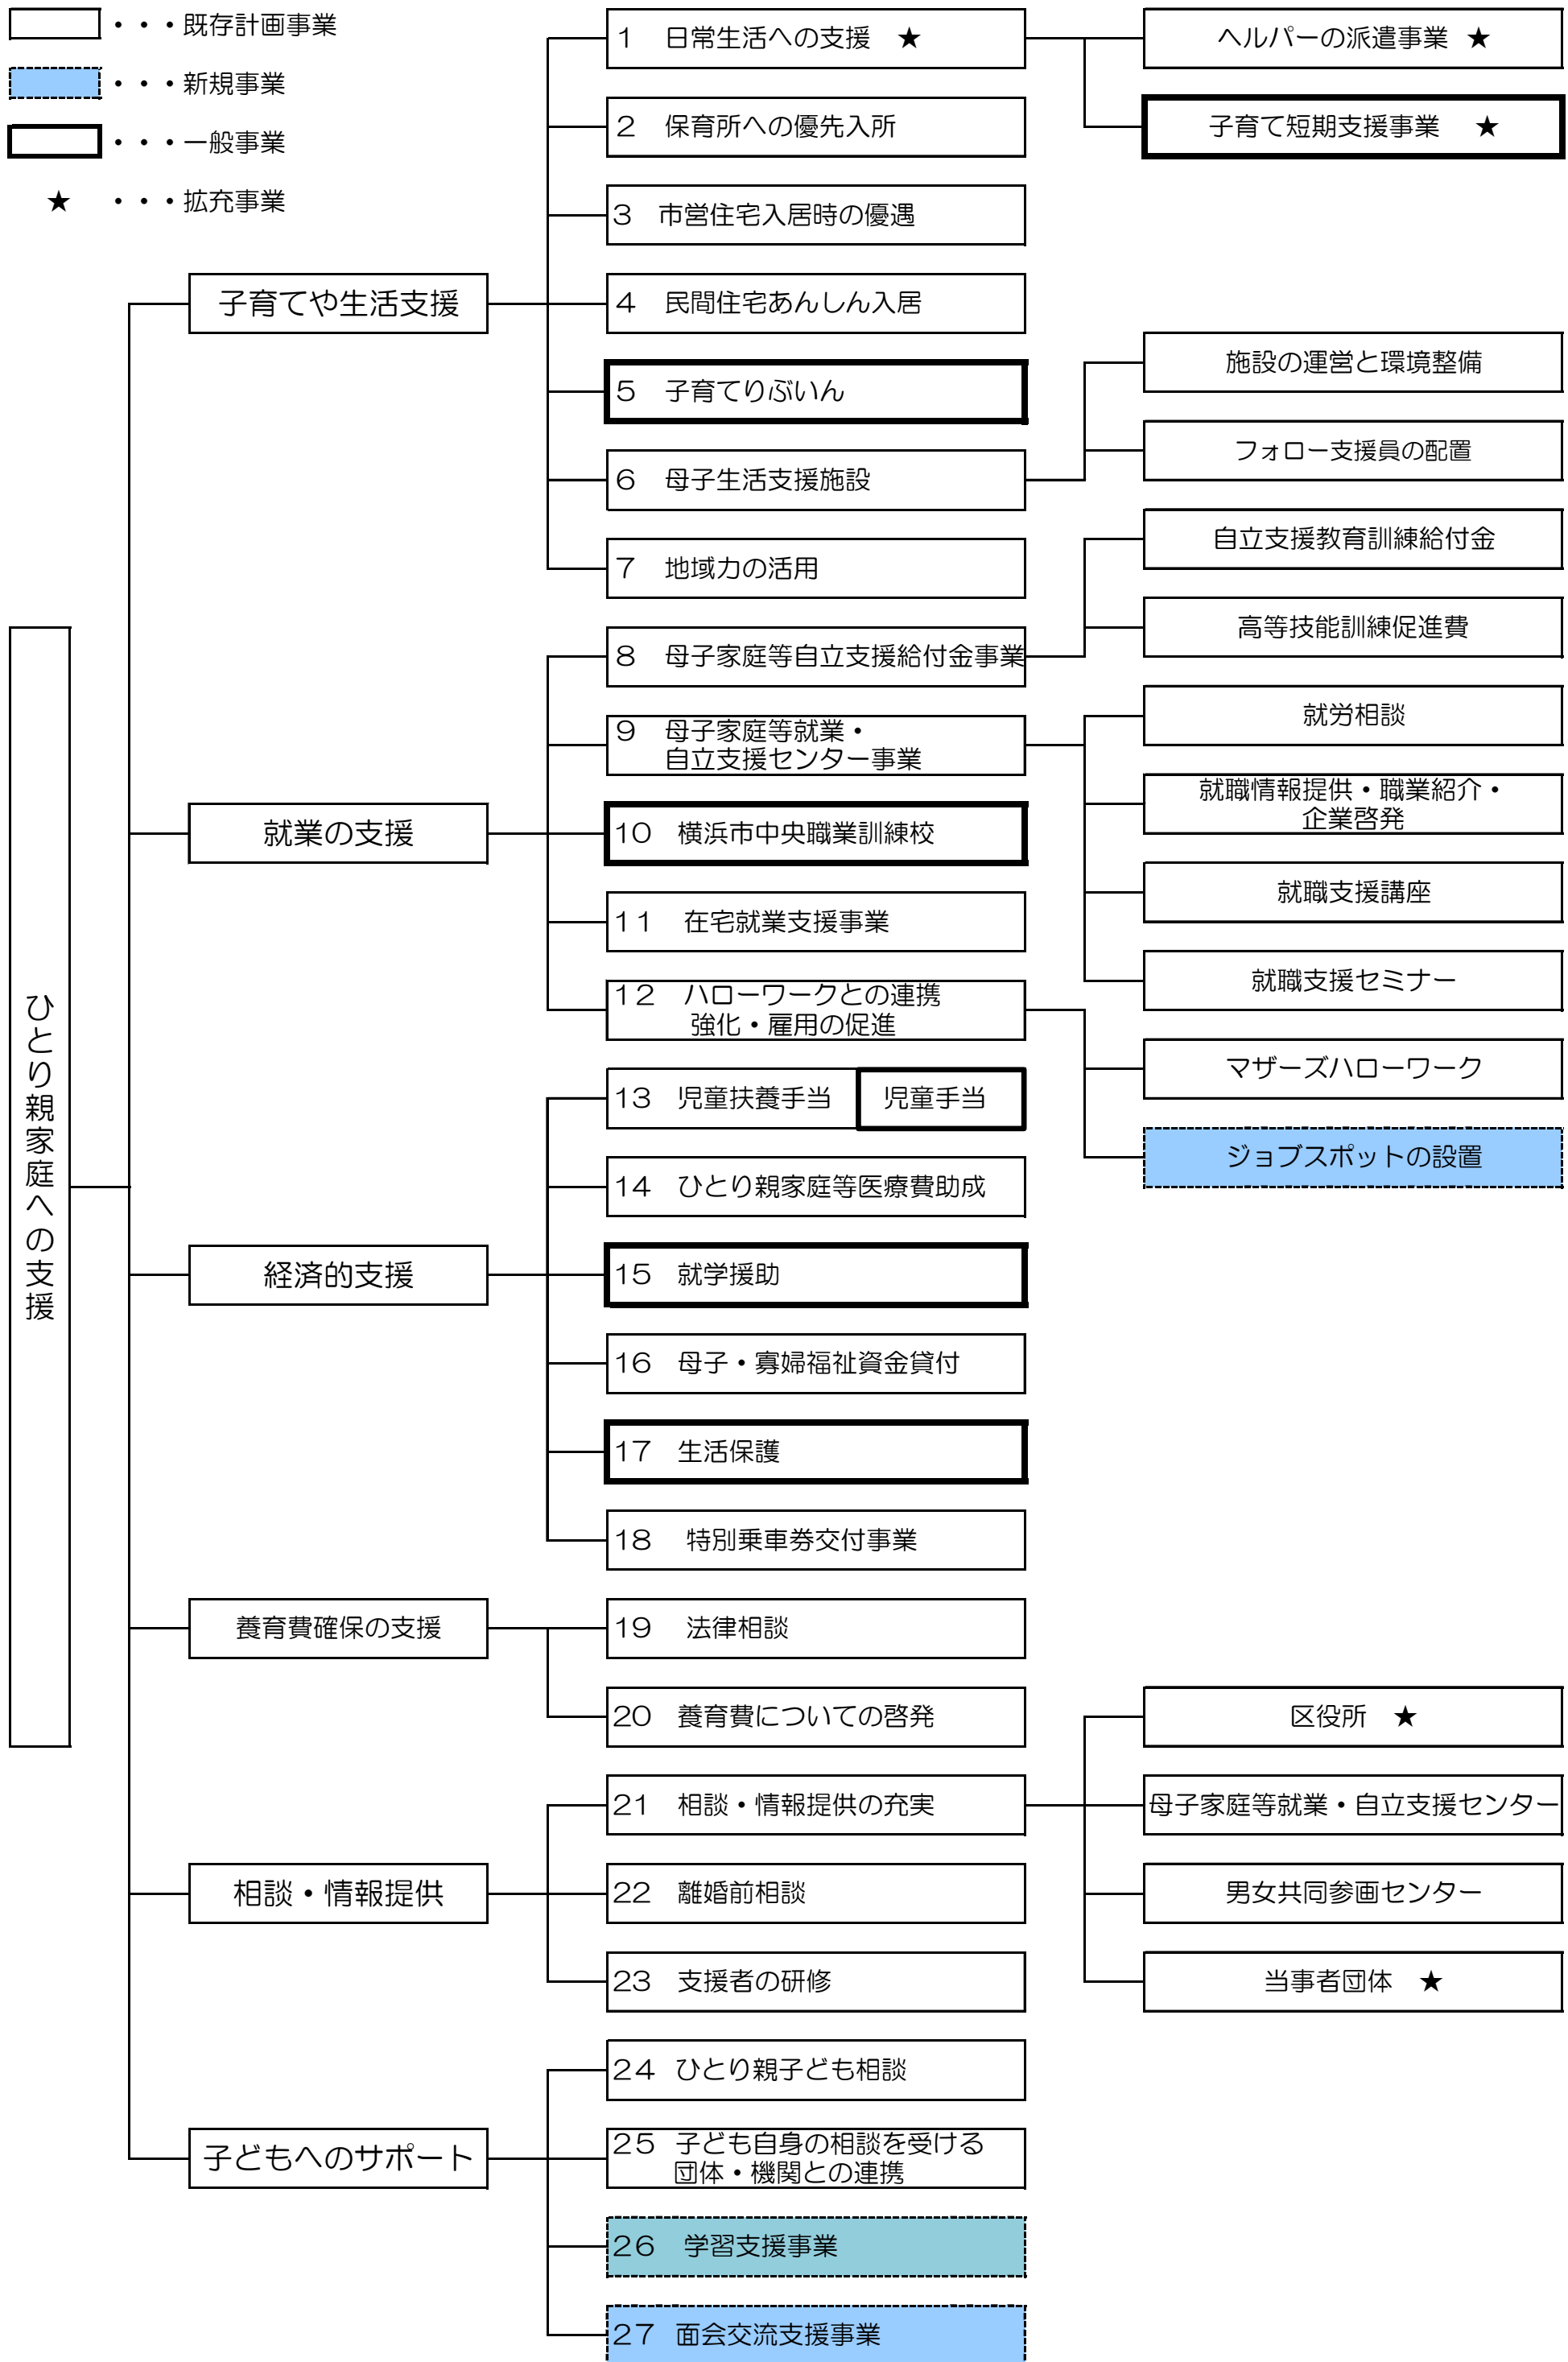 ・・・既存計画事業
・・・新規事業
・・・一般事業
★ ・・・拡充事業
ひとり親家庭への支援
子育てや生活支援
1 日常生活への支援 ★
ヘルパーの派遣事業 ★
子育て短期支援事業 ★
2 保育所への優先入所
3 市営住宅入居時の優遇
4 民間住宅あんしん入居
5 子育てりぶいん
6 母子生活支援施設
施設の運営と環境整備
フォロー支援員の配置
7 地域力の活用
就業の支援
8 母子家庭等自立支援給付金事業
自立支援教育訓練給付金
高等技能訓練促進費
9 母子家庭等就業・
自立支援センター事業
就労相談
就職情報提供・職業紹介・
企業啓発
就職支援講座
就職支援セミナー
10 横浜市中央職業訓練校
11 在宅就業支援事業
12 ハローワークとの連携
強化・雇用の促進
マザーズハローワーク
ジョブスポットの設置
経済的支援
13 児童扶養手当 児童手当
14 ひとり親家庭等医療費助成
15 就学援助
16 母子・寡婦福祉資金貸付
17 生活保護
18 特別乗車券交付事業
養育費確保の支援
19 法律相談
20 養育費についての啓発
相談・情報提供
21 相談・情報提供の充実
区役所 ★
母子家庭等就業・自立支援センター
男女共同参画センター
当事者団体 ★
22 離婚前相談
23 支援者の研修
子どもへのサポート
24 ひとり親子ども相談
25 子ども自身の相談を受ける
団体・機関との連携
26 学習支援事業
27 面会交流支援事業